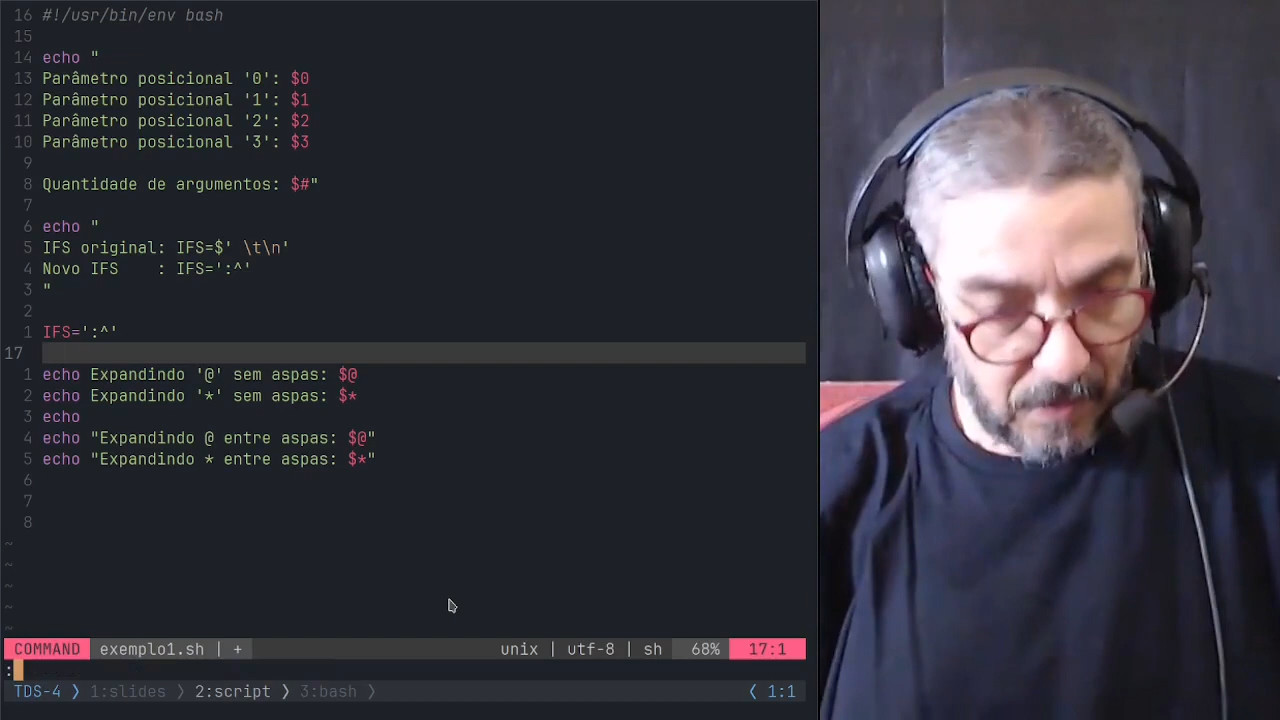 16 #!/usr/bin/env bash
15
14 echo "
13 Parâmetro posicional '0': $0
12 Parâmetro posicional '1': $1
11 Parâmetro posicional '2': $2
10 Parâmetro posicional '3': $3
9
8 Quantidade de argumentos: $#"
7
6 echo "
5 IFS original: IFS=$' \t\n'
4 Novo IFS    : IFS=':^'
3 "
2
1 IFS=':^'
17
1 echo Expandindo '@' sem aspas: $@
2 echo Expandindo '*' sem aspas: $*
3 echo
4 echo "Expandindo @ entre aspas: $@"
5 echo "Expandindo * entre aspas: $*"
6
7
8
~
~
~
~
~
COMMAND exemplo1.sh | + unix | utf-8 | sh 68% 17:1
:
TDS-4 ❯ 1:slides ❯ 2:script ❯ 3:bash ❯ ❮ 1:1